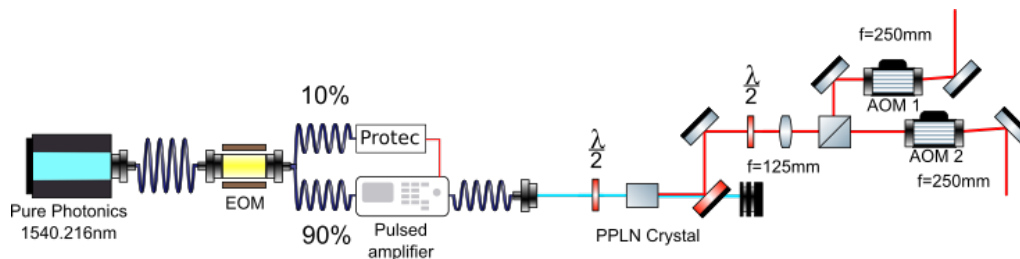 Pure Photonics
1540.216nm
EOM
10%
Protec
90%
Pulsed
amplifier
λ
2
PPLN Crystal
λ
2
f=125mm
f=250mm
AOM 1
AOM 2
f=250mm